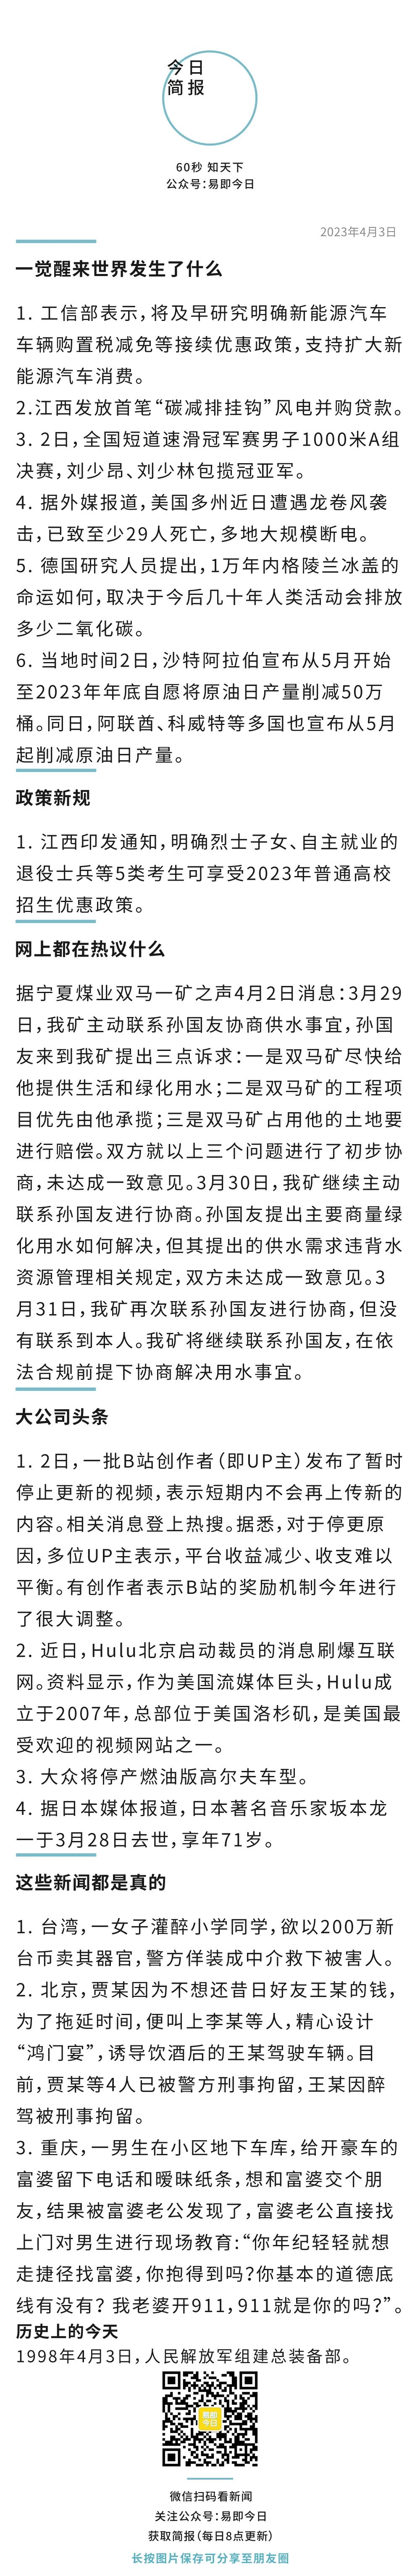 今日
简报
60秒 知天下
公众号：易即今日
2023年4月3日
一觉醒来世界发生了什么
1. 工信部表示，将及早研究明确新能源汽车
车辆购置税减免等接续优惠政策，支持扩大新
能源汽车消费。
2.江西发放首笔“碳减排挂钩”风电并购贷款。
3. 2日，全国短道速滑冠军赛男子1000米A组
决赛，刘少昂、刘少林包揽冠亚军。
4. 据外媒报道，美国多州近日遭遇龙卷风袭
击，已致至少29人死亡，多地大规模断电。
5. 德国研究人员提出，1万年内格陵兰冰盖的
命运如何，取决于今后几十年人类活动会排放
多少二氧化碳。
6. 当地时间2日，沙特阿拉伯宣布从5月开始
至2023年年底自愿将原油日产量削减50万
桶。同日，阿联酋、科威特等多国也宣布从5月
起削减原油日产量。
政策新规
1. 江西印发通知，明确烈士子女、自主就业的
退役士兵等5类考生可享受2023年普通高校
招生优惠政策。
网上都在热议什么
据宁夏煤业双马一矿之声4月2日消息：3月29
日，我矿主动联系孙国友协商供水事宜，孙国
友来到我矿提出三点诉求：一是双马矿尽快给
他提供生活和绿化用水；二是双马矿的工程项
目优先由他承揽；三是双马矿占用他的土地要
进行赔偿。双方就以上三个问题进行了初步协
商，未达成一致意见。3月30日，我矿继续主动
联系孙国友进行协商。孙国友提出主要商量绿
化用水如何解决，但其提出的供水需求违背水
资源管理相关规定，双方未达成一致意见。3
月31日，我矿再次联系孙国友进行协商，但没
有联系到本人。我矿将继续联系孙国友，在依
法合规前提下协商解决用水事宜。
大公司头条
1. 2日，一批B站创作者（即UP主）发布了暂时
停止更新的视频，表示短期内不会再上传新的
内容。相关消息登上热搜。据悉，对于停更原
因，多位UP主表示，平台收益减少、收支难以
平衡。有创作者表示B站的奖励机制今年进行
了很大调整。
2. 近日，Hulu北京启动裁员的消息刷爆互联
网。资料显示，作为美国流媒体巨头，Hulu成
立于2007年，总部位于美国洛杉矶，是美国最
受欢迎的视频网站之一。
3. 大众将停产燃油版高尔夫车型。
4. 据日本媒体报道，日本著名音乐家坂本龙
一于3月28日去世，享年71岁。
这些新闻都是真的
1. 台湾，一女子灌醉小学同学，欲以200万新
台币卖其器官，警方佯装成中介救下被害人。
2. 北京，贾某因为不想还昔日好友王某的钱，
为了拖延时间，便叫上李某等人，精心设计
“鸿门宴”，诱导饮酒后的王某驾驶车辆。目
前，贾某等4人已被警方刑事拘留，王某因醉
驾被刑事拘留。
3. 重庆，一男生在小区地下车库，给开豪车的
富婆留下电话和暧昧纸条，想和富婆交个朋
友，结果被富婆老公发现了，富婆老公直接找
上门对男生进行现场教育：“你年纪轻轻就想
走捷径找富婆，你抱得到吗？你基本的道德底
线有没有？我老婆开911，911就是你的吗？”。
历史上的今天
1998年4月3日，人民解放军组建总装备部。
易即
今日
微信扫码看新闻
关注公众号：易即今日
获取简报（每日8点更新）
长按图片保存可分享至朋友圈